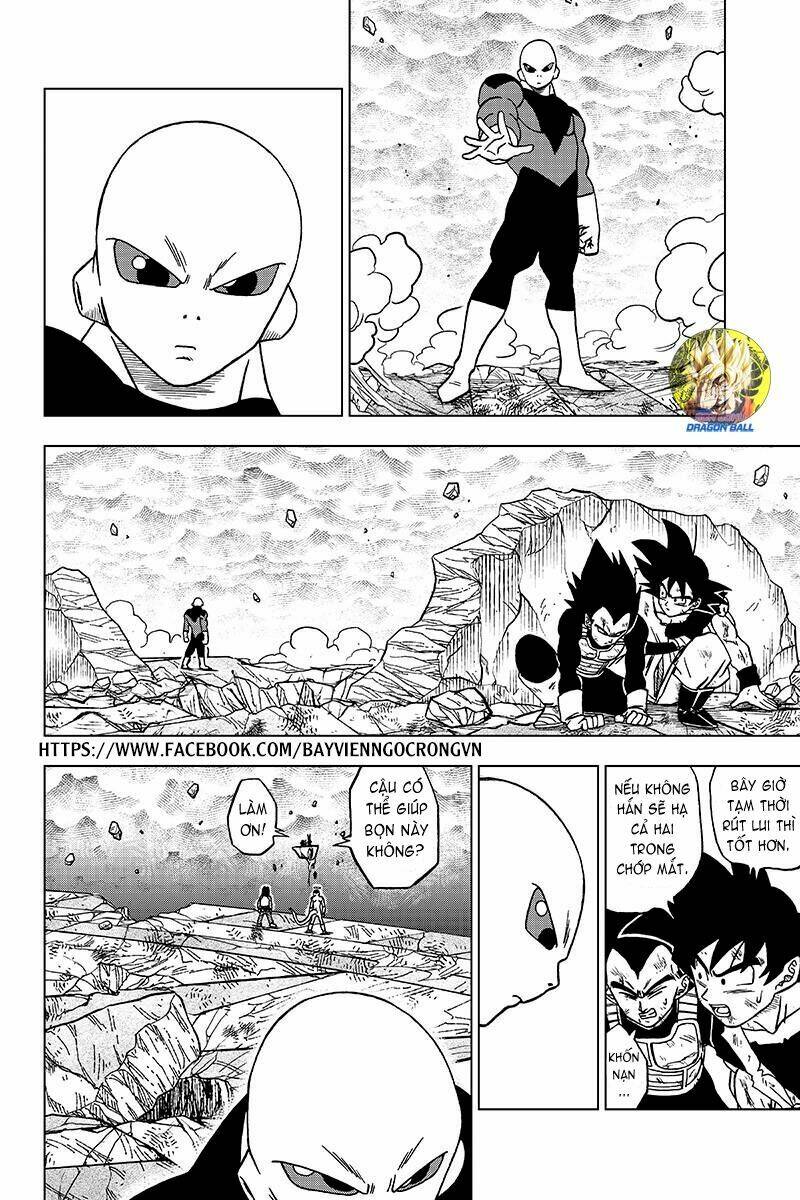 DRAGON BALL
HTTPS://WWW.FACEBOOK.COM/BAYVIENNGOCRONGVN
BÂY GIỜ
TẠM THỜI
RÚT LUI THÌ
TỐT HƠN.
NẾU KHÔNG
HẮN SẼ HẠ
CẢ HAI
TRONG
CHỚP MẮT.
KHỐN
NẠN
...
CẬU CÓ
THỂ GIÚP
BỌN NÀY
KHÔNG?
LÀM
ƠN!